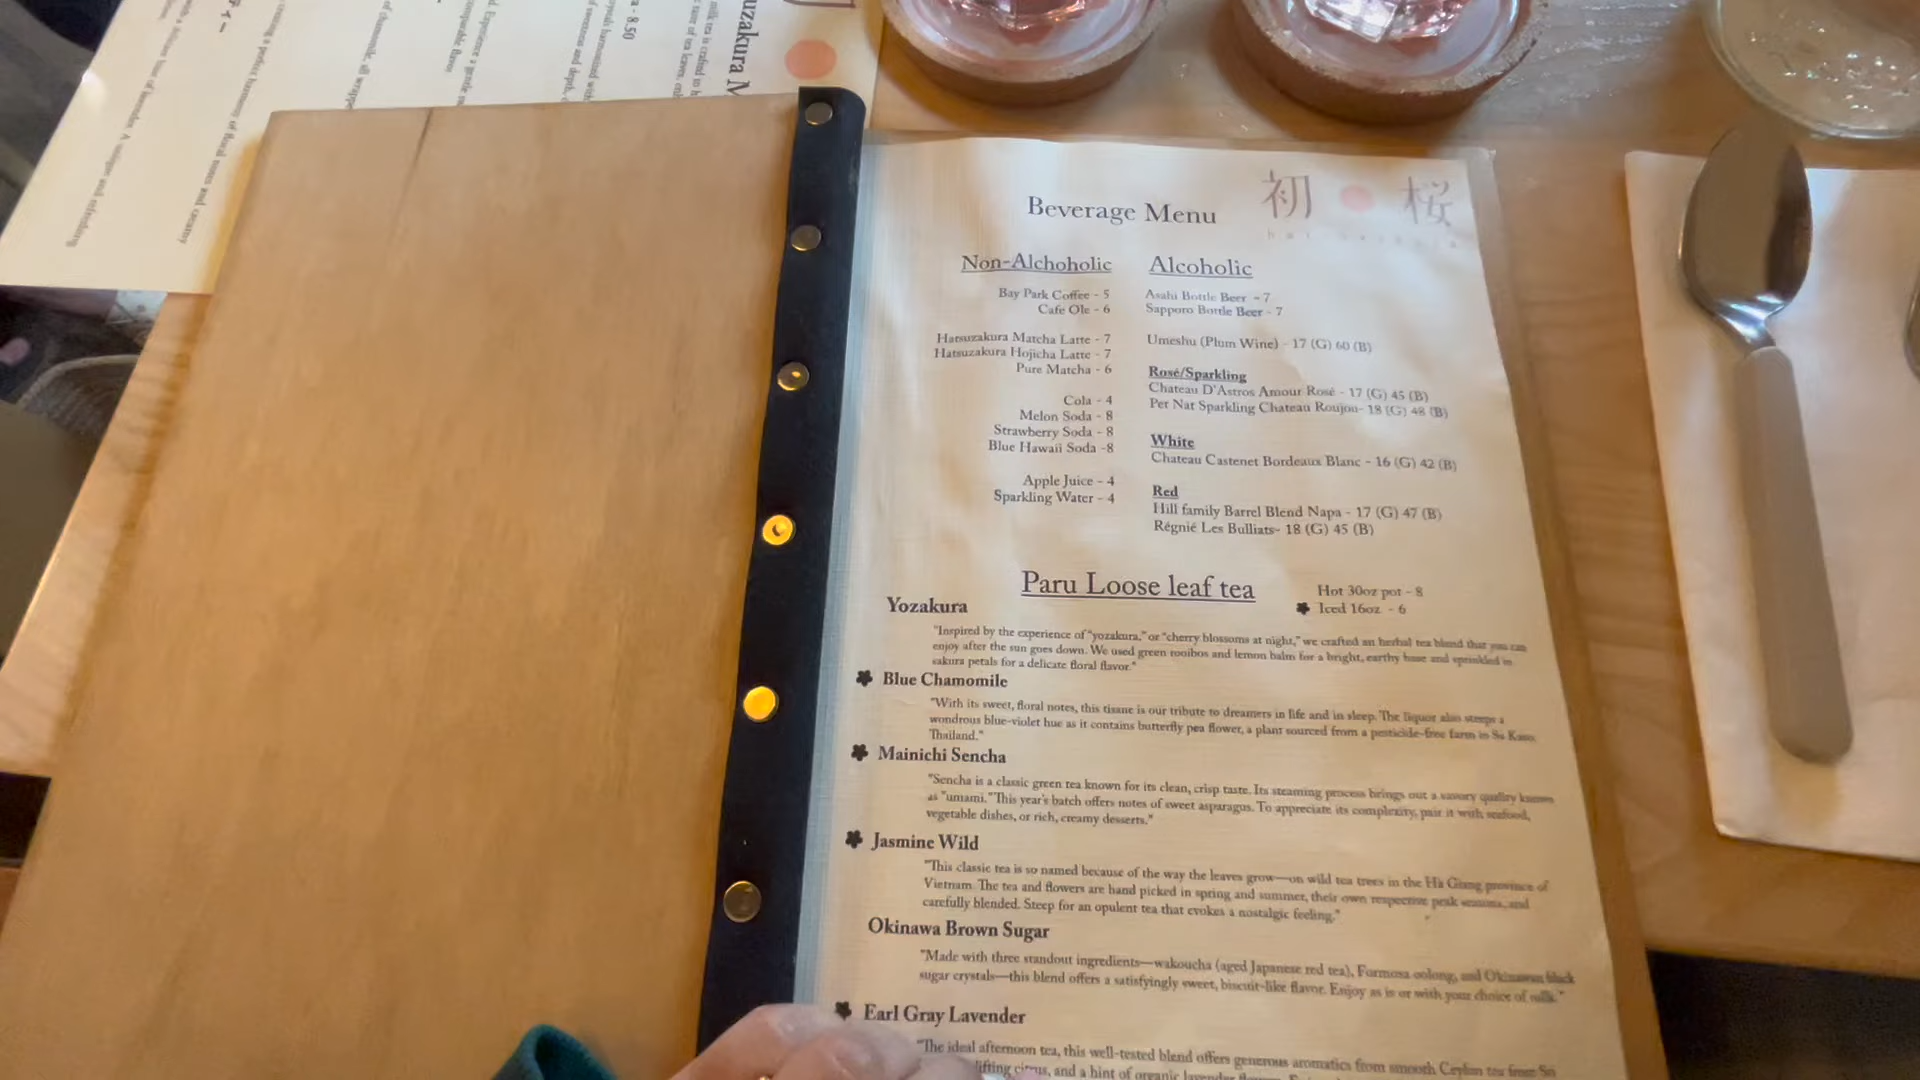 uzakura M
- 8.50
初 桜
Beverage Menu
Non-Alchoholic
Bay Park Coffee - 5
Cafe Ole - 6
Hatsuzakura Matcha Latte - 7
Hatsuzakura Hojicha Latte - 7
Pure Matcha - 6
Cola - 4
Melon Soda - 8
Strawberry Soda - 8
Blue Hawaii Soda -8
Apple Juice - 4
Sparkling Water - 4
Alcoholic
Asahi Bottle Beer - 7
Sapporo Bottle Beer - 7
Umeshu (Plum Wine) - 17 (G) 60 (B)
Rosé/Sparkling
Chateau D'Astros Amour Rosé - 17 (G) 45 (B)
Pet Nat Sparkling Chateau Roujou- 18 (G) 48 (B)
White
Chateau Castenet Bordeaux Blanc - 16 (G) 42 (B)
Red
Hill family Barrel Blend Napa - 17 (G) 47 (B)
Régnié Les Bulliats- 18 (G) 45 (B)
Paru Loose leaf tea
Hot 30oz pot - 8
Iced 16oz - 6
Yozakura
"Inspired by the experience of "yozakura," or "cherry blossoms at night," we crafted an herbal tea blend that you can
enjoy after the sun goes down. We used green rooibos and lemon balm for a bright, earthy base and sprinkled in
sakura petals for a delicate floral flavor."
Blue Chamomile
"With its sweet, floral notes, this tisane is our tribute to dreamers in life and in sleep. The liquor also steeps a
wondrous blue-violet hue as it contains butterfly pea flower, a plant sourced from a pesticide-free farm in
Thailand."
Mainichi Sencha
"Sencha is a classic green tea known for its clean, crisp taste. Its steaming process brings out a savory quality known
as "umami." This year's batch offers notes of sweet asparagus. To appreciate its complexity, pair it with seafood,
vegetable dishes, or rich, creamy desserts."
Jasmine Wild
"This classic tea is so named because of the way the leaves grow—on wild tea trees in the Hà Giang province of
Vietnam. The tea and flowers are hand picked in spring and summer, their own respective peak seasons, and
carefully blended. Steep for an opulent tea that evokes a nostalgic feeling."
Okinawa Brown Sugar
"Made with three standout ingredients—wakoucha (aged Japanese red tea), Formosa oolong, and Okinawan black
sugar crystals—this blend offers a satisfyingly sweet, biscuit-like flavor. Enjoy as is or with your choice of milk."
Earl Gray Lavender
"The ideal afternoon tea, this well-tested blend offers generous aromatics from smooth Ceylon tea from Sri
lifting citrus, and a hint of organic lavender